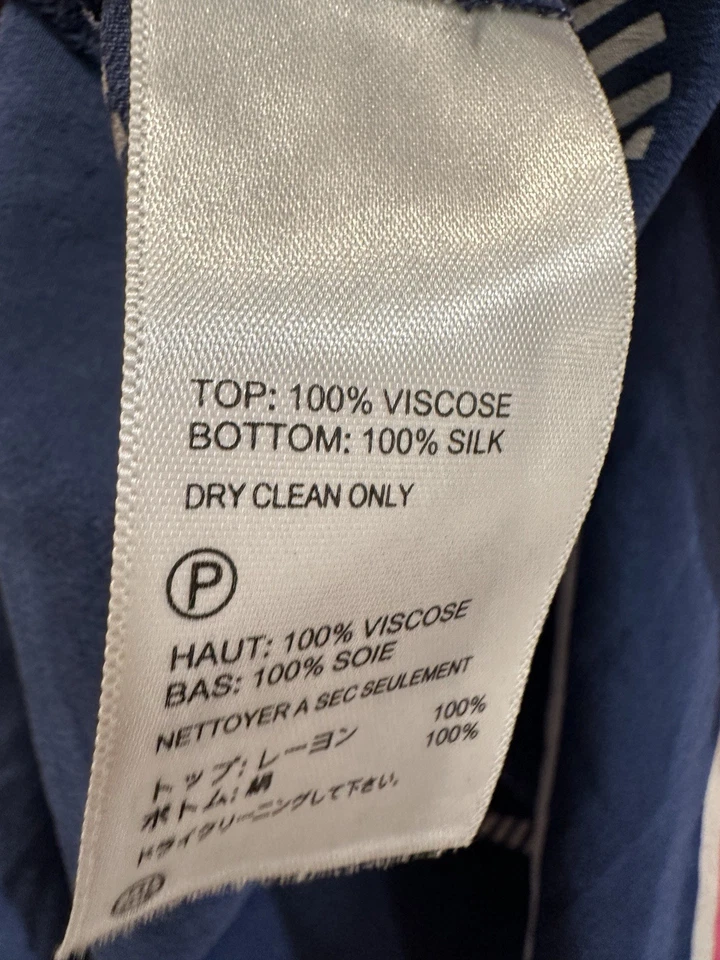 TOP: 100% VISCOSE
BOTTOM: 100% SILK
DRY CLEAN ONLY
P
HAUT: 100% VISCOSE
BAS: 100% SOIE
NETTOYER A SEC SEULEMENT
トップ: レーヨン 100%
ボトム: 絹 100%
ドライクリーニングして下さい.